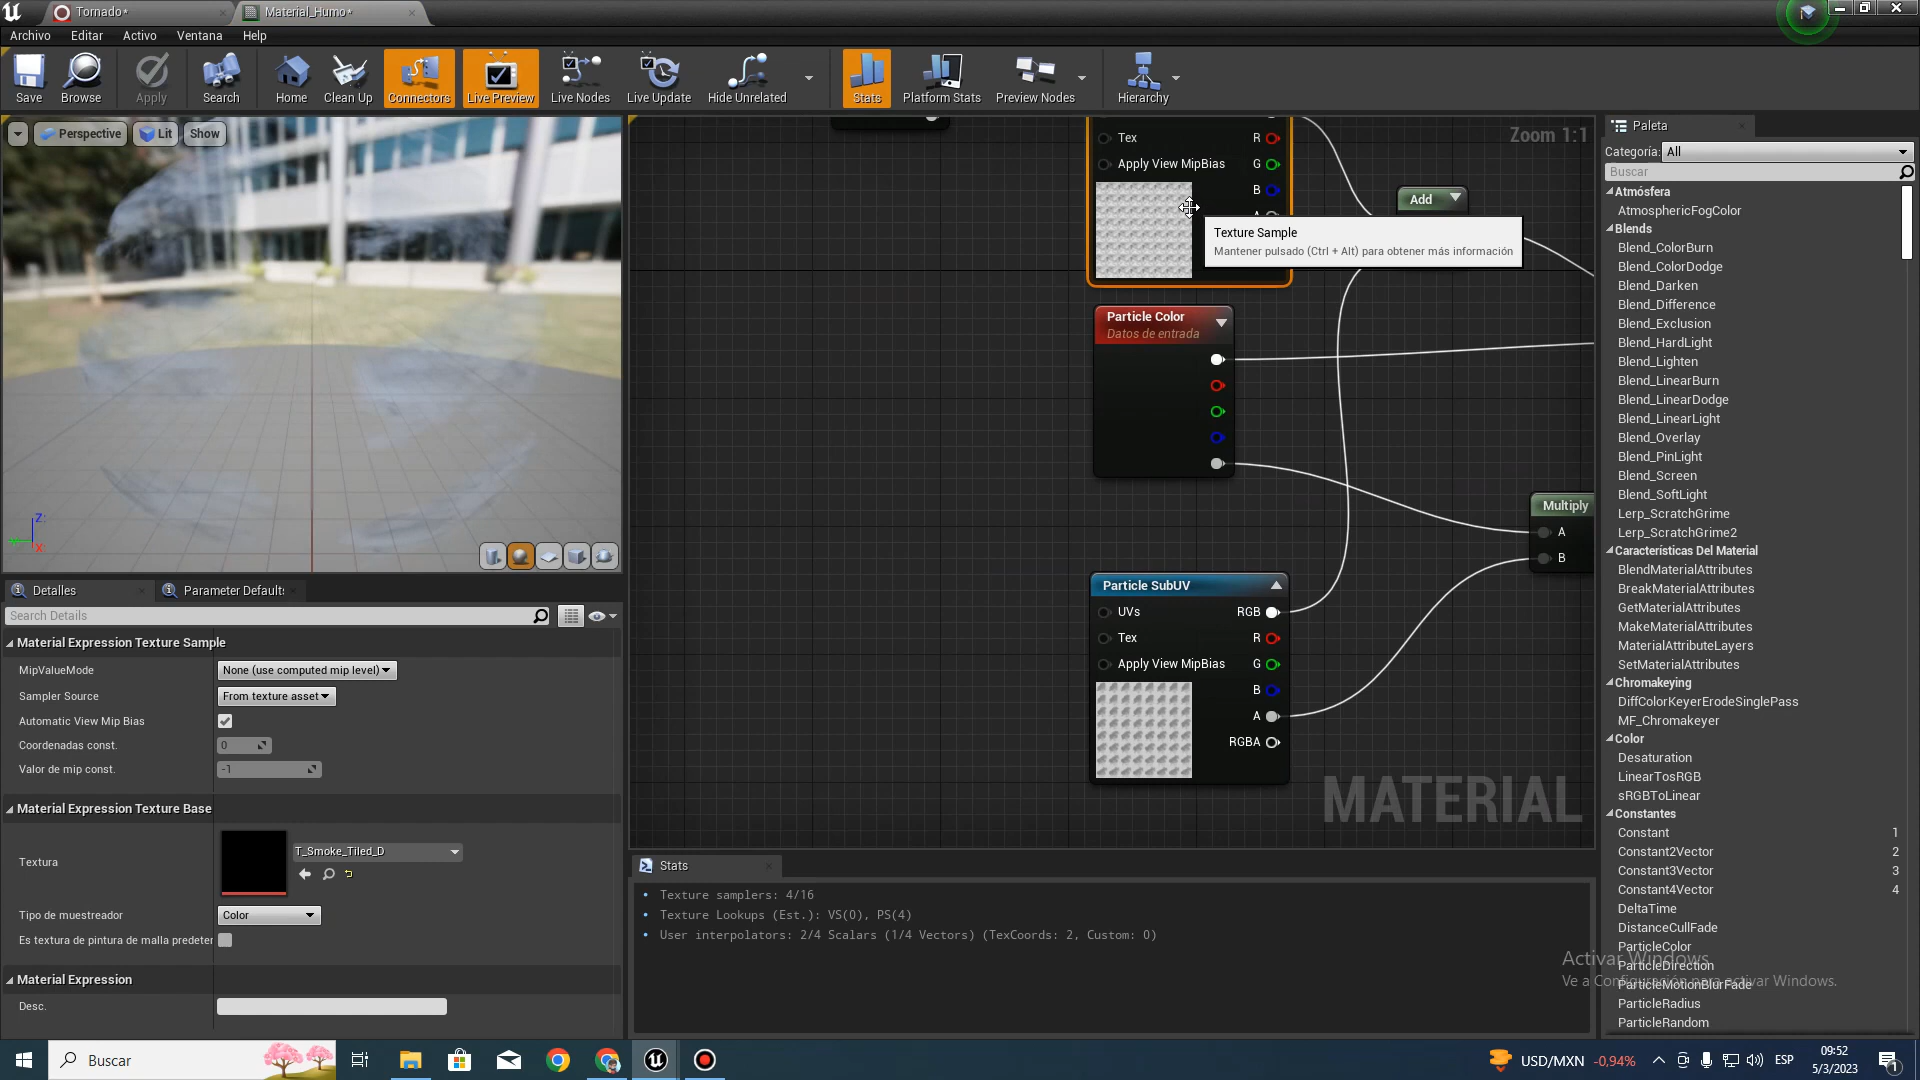 Tornado*
Material_Humo*
Archivo Editar Activo Ventana Help
Save Browse Apply Search Home Clean Up Connectors Live Preview Live Nodes Live Update Hide Unrelated Stats Platform Stats Preview Nodes Hierarchy
Perspective Lit Show
Z:
X:
Zoom 1:1
Tex R
Apply View MipBias G
B
Add
Texture Sample
Mantener pulsado (Ctrl + Alt) para obtener más información
Particle Color
Datos de entrada
Multiply
A
B
Particle SubUV
UVs RGB
Tex R
Apply View MipBias G
B
A
RGBA
MATERIAL
Detalles
Parameter Default
Search Details
Material Expression Texture Sample
MipValueMode None (use computed mip level)
Sampler Source From texture asset
Automatic View Mip Bias
Coordenadas const. 0
Valor de mip const. -1
Material Expression Texture Base
Textura T_Smoke_Tiled_D
Tipo de muestreador Color
Es textura de pintura de malla predeter
Material Expression
Desc.
Stats
• Texture samplers: 4/16
• Texture Lookups (Est.): VS(0), PS(4)
• User interpolators: 2/4 Scalars (1/4 Vectors) (TexCoords: 2, Custom: 0)
Paleta
Categoría: All
Buscar
Atmósfera
AtmosphericFogColor
Blends
Blend_ColorBurn
Blend_ColorDodge
Blend_Darken
Blend_Difference
Blend_Exclusion
Blend_HardLight
Blend_Lighten
Blend_LinearBurn
Blend_LinearDodge
Blend_LinearLight
Blend_Overlay
Blend_PinLight
Blend_Screen
Blend_SoftLight
Lerp_ScratchGrime
Lerp_ScratchGrime2
Características Del Material
BlendMaterialAttributes
BreakMaterialAttributes
GetMaterialAttributes
MakeMaterialAttributes
MaterialAttributeLayers
SetMaterialAttributes
Chromakeying
DiffColorKeyerErodeSinglePass
MF_Chromakeyer
Color
Desaturation
LinearTosRGB
sRGBToLinear
Constantes
Constant 1
Constant2Vector 2
Constant3Vector 3
Constant4Vector 4
DeltaTime
DistanceCullFade
ParticleColor
ParticleDirection
ParticleMotionBlurFade
ParticleRadius
ParticleRandom
Activar Windows
Ve a Configuración para activar Windows.
Buscar
USD/MXN -0,94%
ESP
09:52
5/3/2023
1